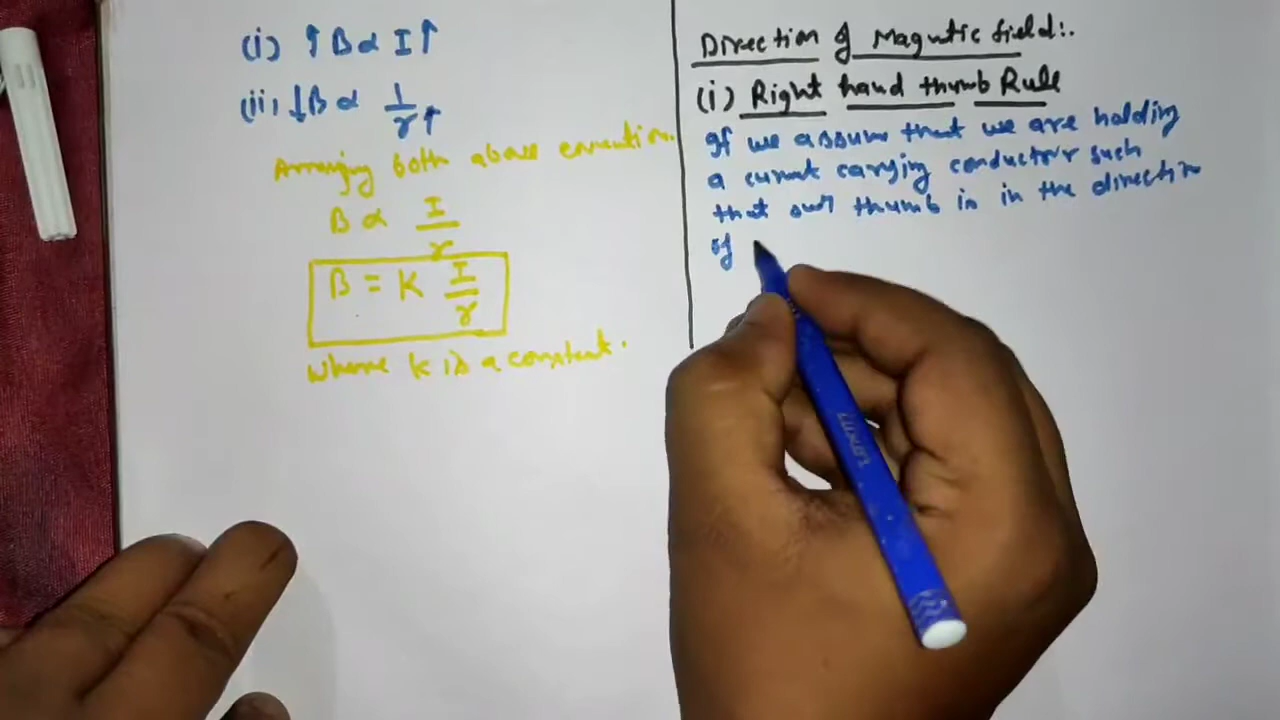 (i) ↑ B ∝ I ↑
(ii) ↓ B ∝ 1/r ↑
Arranging both above
B ∝ I/r
B = K I/r
where K is a constant.
Direction of Magnetic field:.
(i) Right hand thumb Rule
If we assume that we are holding
a current carrying conductor such
that our thumb is in the direction
of
Luxor